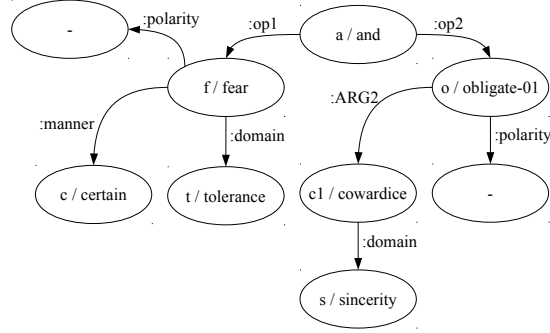 :polarity :op1 :op2
- a / and
f / fear o / obligate-01
:manner :domain :ARG2 :polarity
c / certain t / tolerance c1 / cowardice -
:domain
s / sincerity